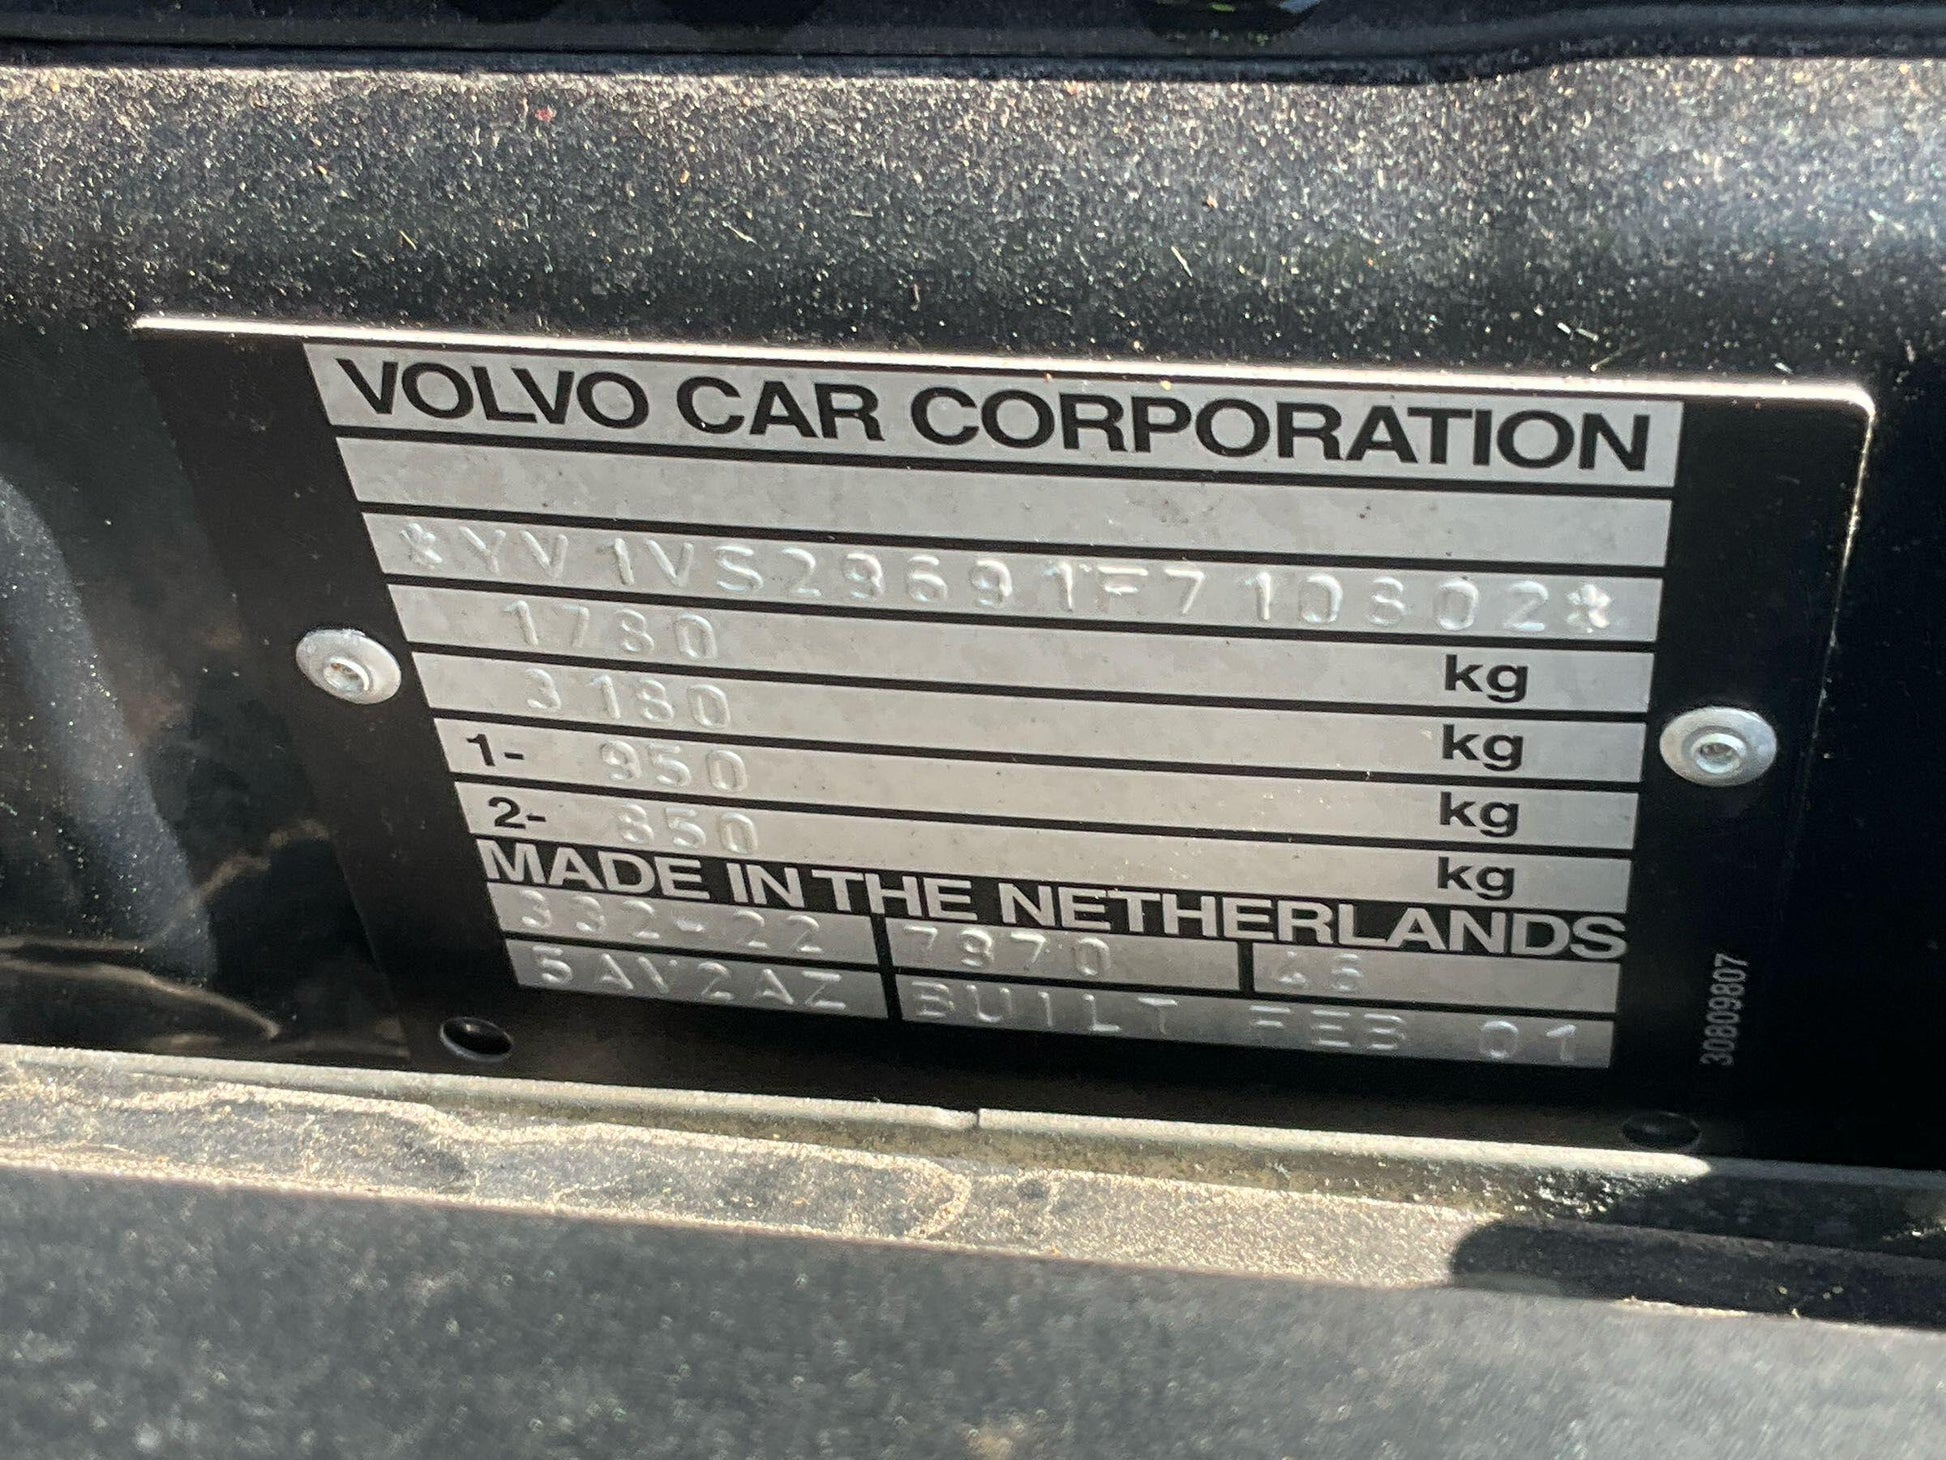 VOLVO CAR CORPORATION
*YV1VS29691F710802*
1780 kg
3180 kg
1- 950 kg
2- 850 kg
MADE IN THE NETHERLANDS
332-22 7970 46
5AV2AZ BUILT FEB 01
30809807